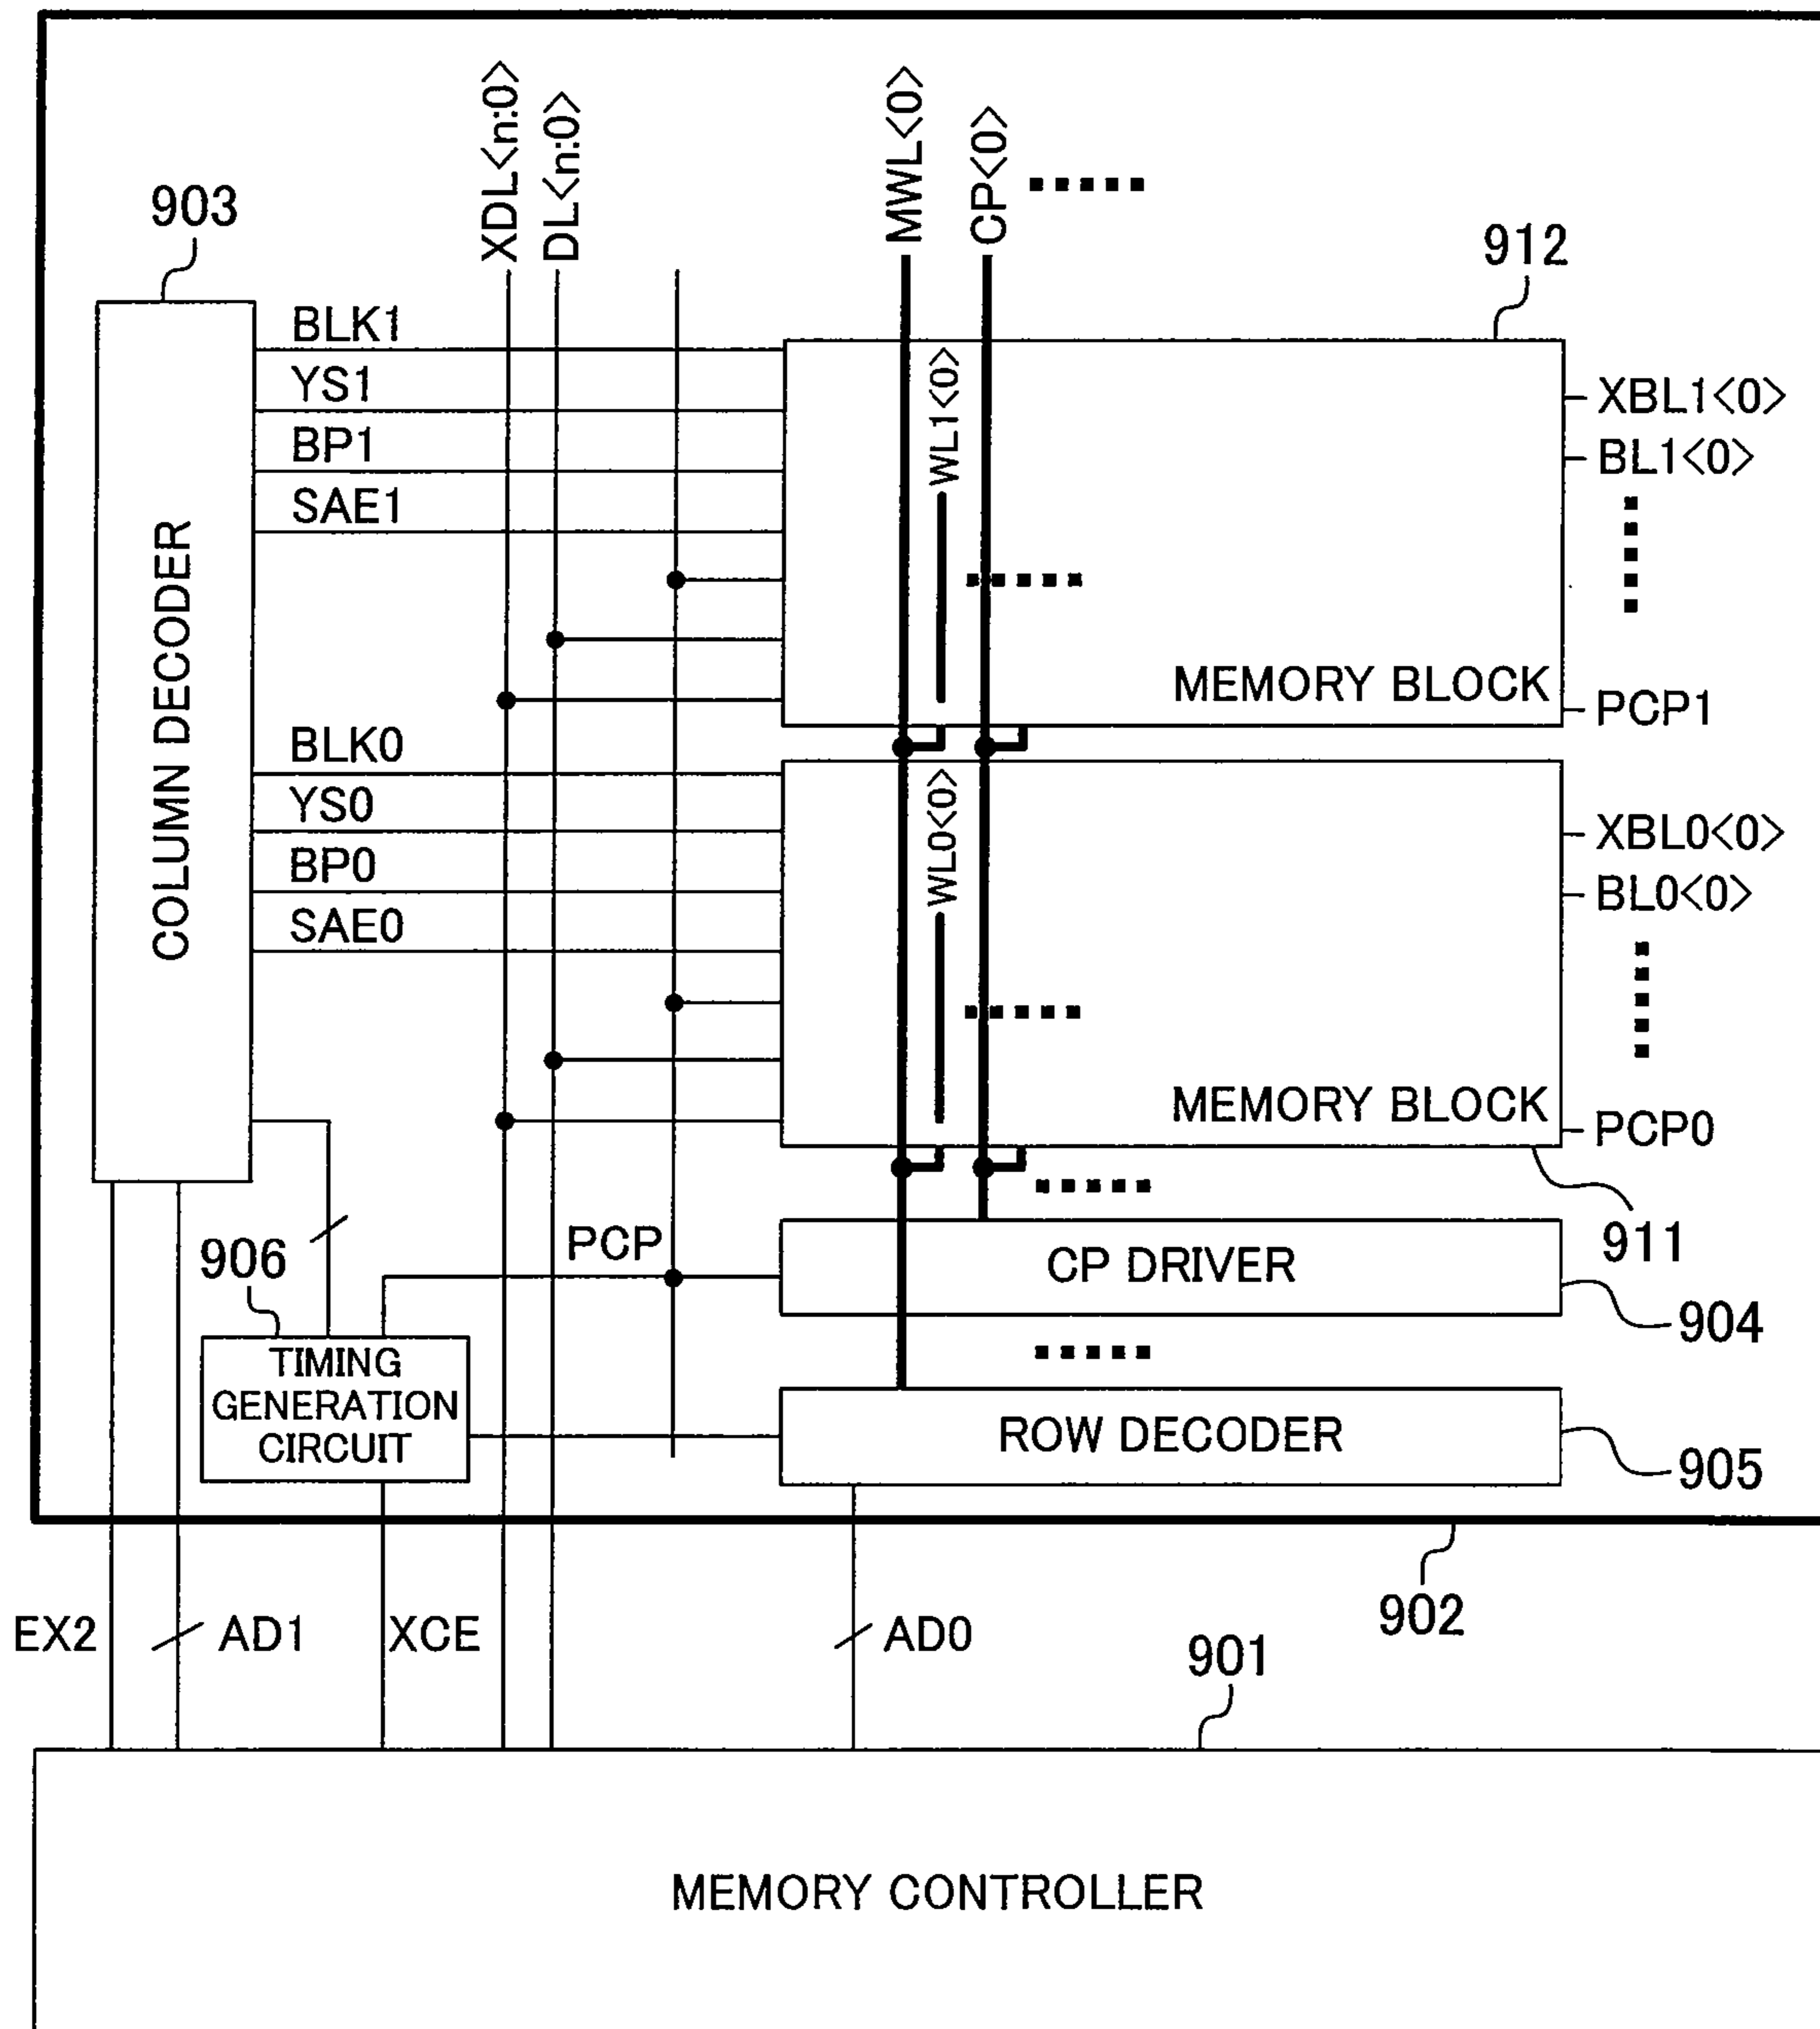 XDL<n:0>
DL<n:0>
MWL<0>
CP<0>
903
912
BLK1
YS1
BP1
SAE1
WL1<0>
XBL1<0>
BL1<0>
COLUMN DECODER
MEMORY BLOCK
PCP1
BLK0
YS0
BP0
SAE0
WL0<0>
XBL0<0>
BL0<0>
MEMORY BLOCK
PCP0
911
906
PCP
CP DRIVER
904
TIMING
GENERATION
CIRCUIT
ROW DECODER
905
902
EX2
AD1
XCE
AD0
901
MEMORY CONTROLLER